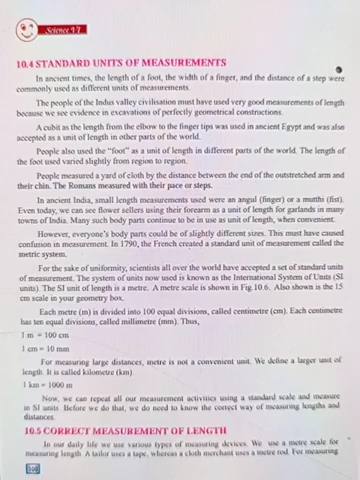 Science
10.4 STANDARD UNITS OF MEASUREMENTS
In ancient times, the length of a foot, the width of a finger, and the distance of a step were
commonly used as different units of measurements.
The people of the Indus valley civilisation must have used very good measurements of length
because we see evidence in excavations of perfectly geometrical constructions.
A cubit as the length from the elbow to the finger tips was used in ancient Egypt and was also
accepted as a unit of length in other parts of the world.
People also used the "foot" as a unit of length in different parts of the world. The length of
the foot used varied slightly from region to region.
People measured a yard of cloth by the distance between the end of the outstretched arm and
their chin. The Romans measured with their pace or steps.
In ancient India, small length measurements used were an angul (finger) or a mutthi (fist).
Even today, we can see flower sellers using their forearm as a unit of length for garlands in many
towns of India. Many such body parts continue to be in use as unit of length, when convenient.
However, everyone's body parts could be of slightly different sizes. This must have caused
confusion in measurement. In 1790, the French created a standard unit of measurement called the
metric system.
For the sake of uniformity, scientists all over the world have accepted a set of standard units
of measurement. The system of units now used is known as the International System of Units (SI
units). The SI unit of length is a metre. A metre scale is shown in Fig.10.6. Also shown is the 15
cm scale in your geometry box.
Each metre (m) is divided into 100 equal divisions, called centimetre (cm). Each centimetre
has ten equal divisions, called millimetre (mm). Thus,
1 m = 100 cm
1 cm = 10 mm
For measuring large distances, metre is not a convenient unit. We define a larger unit of
length. It is called kilometre (km).
1 km = 1000 m
Now, we can repeat all our measurement activities using a standard scale and measure
in SI units. Before we do that, we do need to know the correct way of measuring lengths and
distances.
10.5 CORRECT MEASUREMENT OF LENGTH
In our daily life we use various types of measuring devices. We use a metre scale for
measuring length. A tailor uses a tape, whereas a cloth merchant uses a metre rod. For measuring